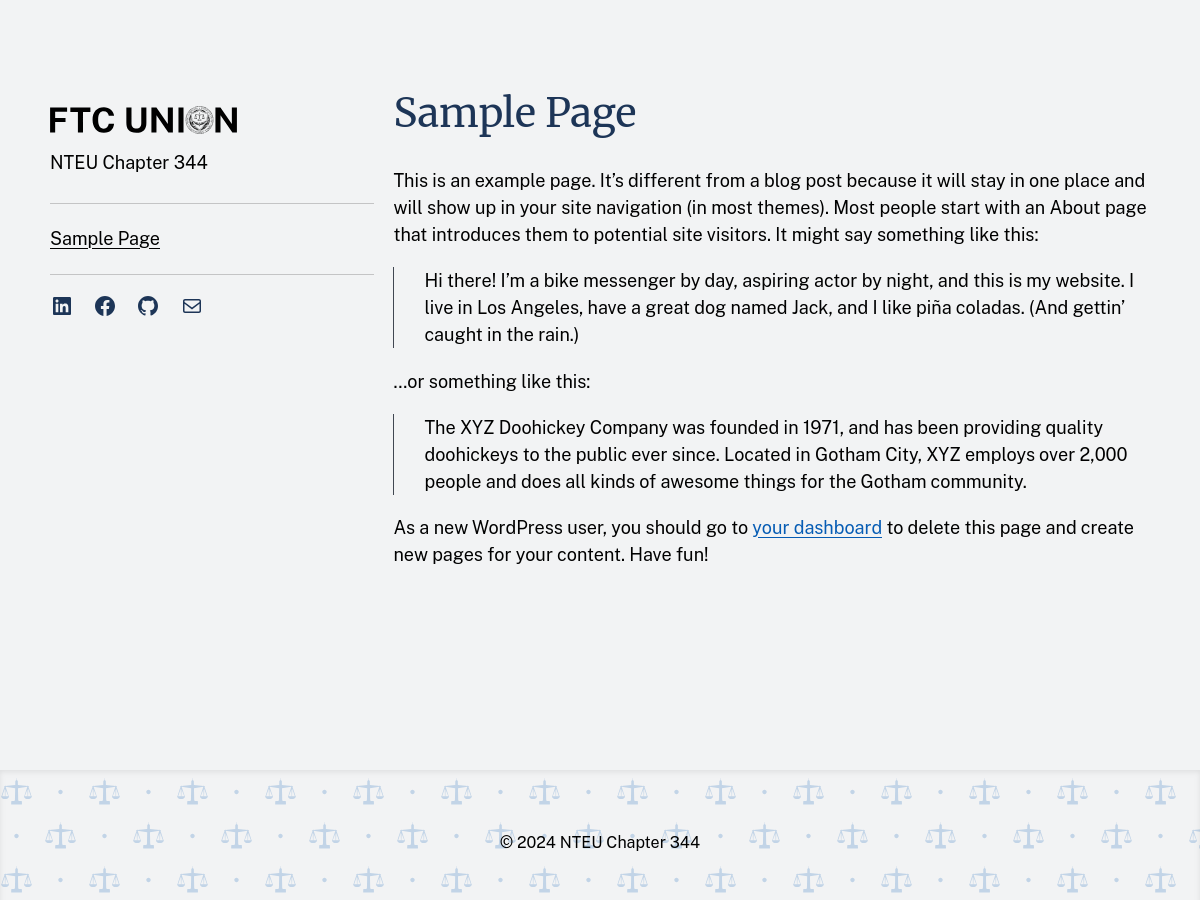 FTC UNION
NTEU Chapter 344
Sample Page
Sample Page
This is an example page. It’s different from a blog post because it will stay in one place and
will show up in your site navigation (in most themes). Most people start with an About page
that introduces them to potential site visitors. It might say something like this:
Hi there! I’m a bike messenger by day, aspiring actor by night, and this is my website. I
live in Los Angeles, have a great dog named Jack, and I like piña coladas. (And gettin’
caught in the rain.)
…or something like this:
The XYZ Doohickey Company was founded in 1971, and has been providing quality
doohickeys to the public ever since. Located in Gotham City, XYZ employs over 2,000
people and does all kinds of awesome things for the Gotham community.
As a new WordPress user, you should go to your dashboard to delete this page and create
new pages for your content. Have fun!
© 2024 NTEU Chapter 344